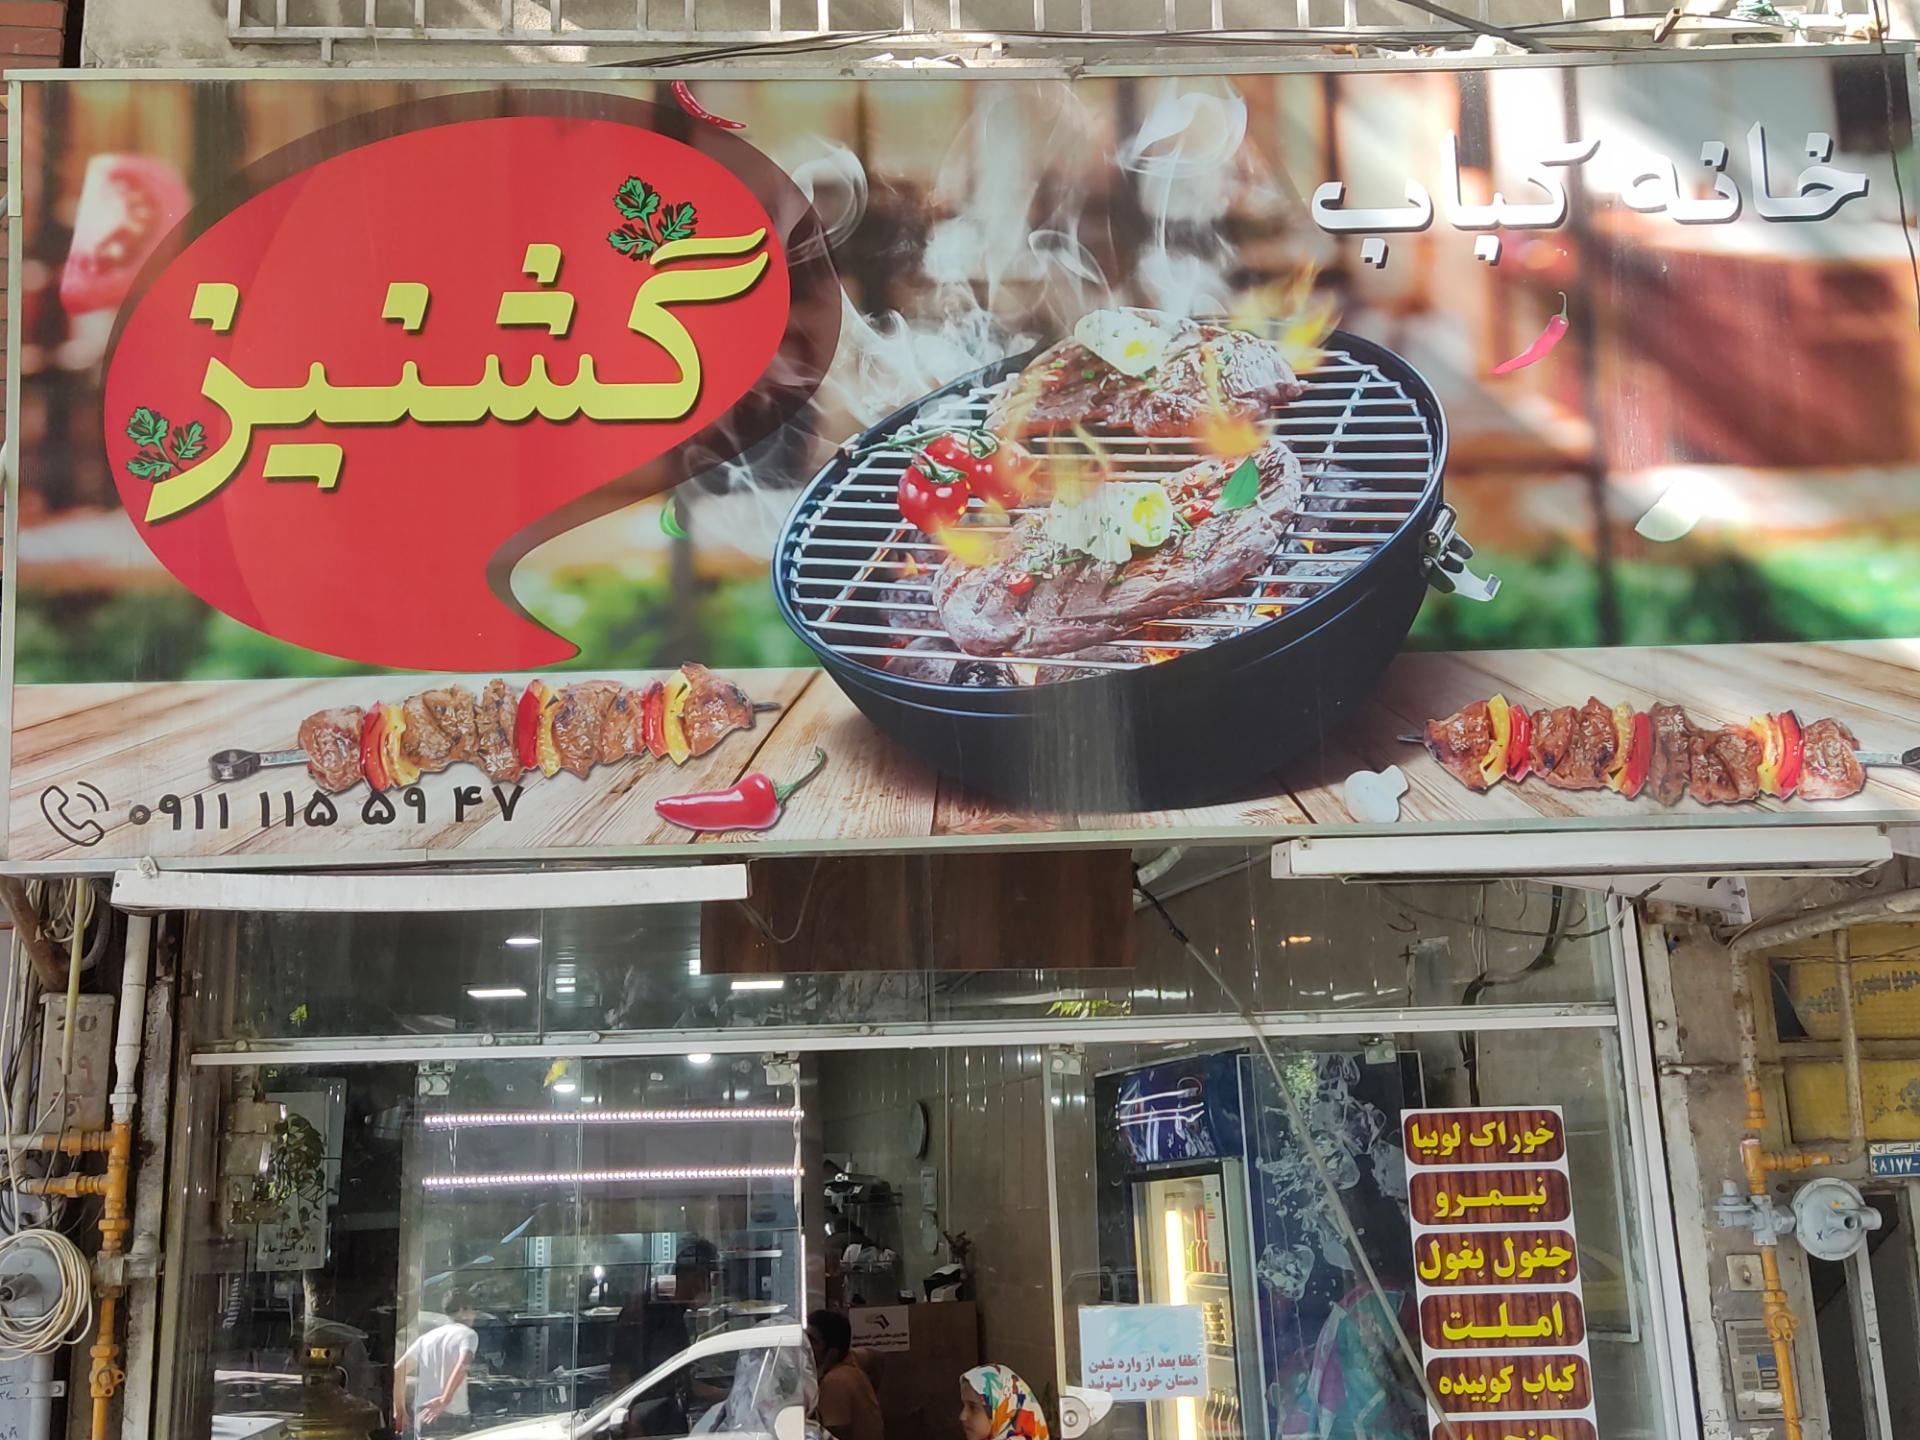 خانه کباب
گشنیز
۰۹۱۱ ۱۱۵ ۵۹ ۴۷
خوراک لوبیا
نیمرو
جغول بغول
املت
کباب کوبیده
لطفا بعد از وارد شدن
دستان خود را بشوئید